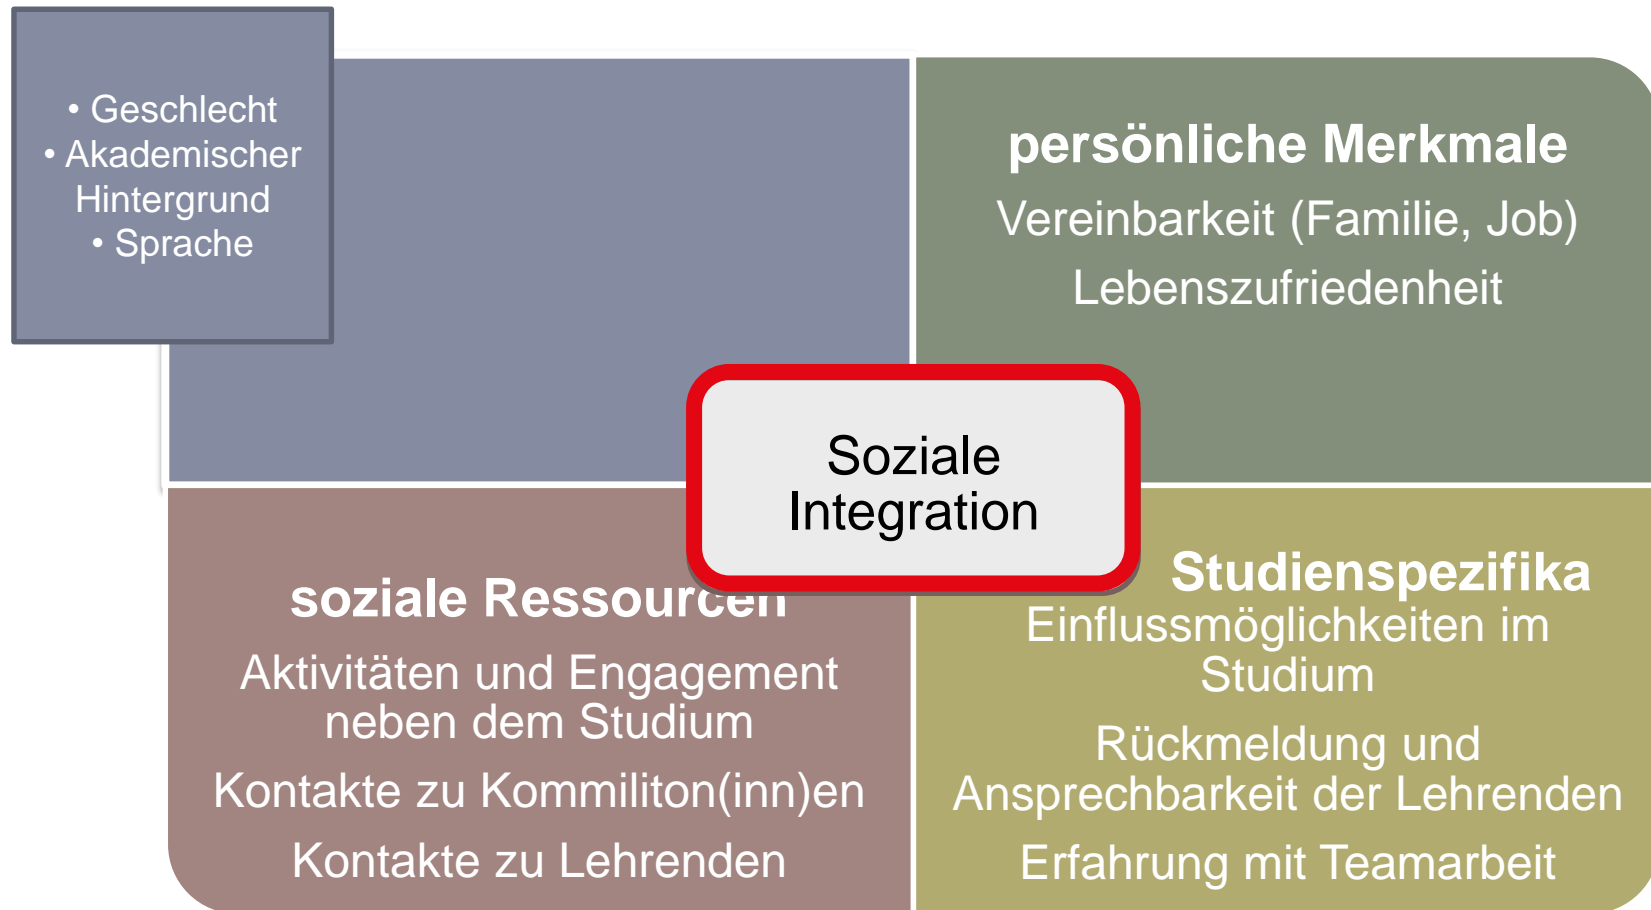 • Geschlecht
• Akademischer
Hintergrund
• Sprache
persönliche Merkmale
Vereinbarkeit (Familie, Job)
Lebenszufriedenheit
Soziale
Integration
soziale Ressourcen
Aktivitäten und Engagement
neben dem Studium
Kontakte zu Kommiliton(inn)en
Kontakte zu Lehrenden
Studienspezifika
Einflussmöglichkeiten im
Studium
Rückmeldung und
Ansprechbarkeit der Lehrenden
Erfahrung mit Teamarbeit